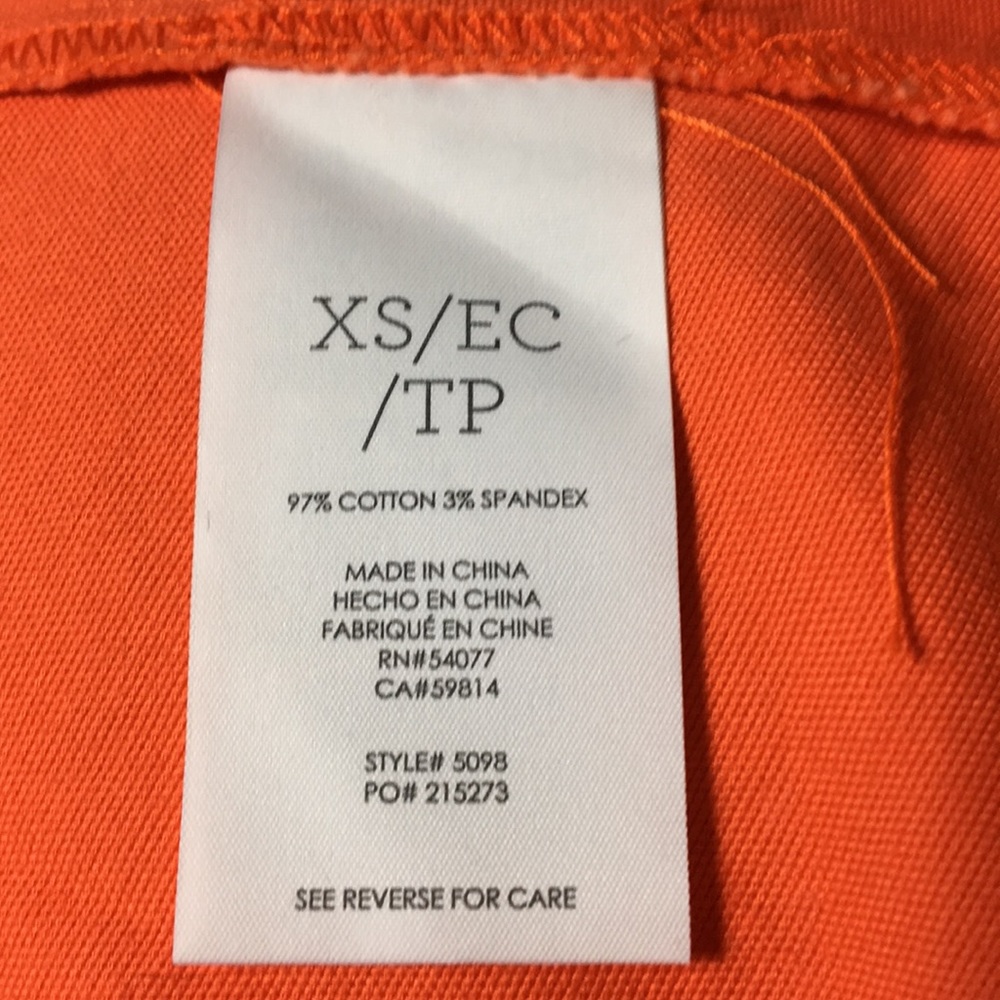 XS/EC
/TP
97% COTTON 3% SPANDEX
MADE IN CHINA
HECHO EN CHINA
FABRIQUÉ EN CHINE
RN#54077
CA#59814
STYLE# 5098
PO# 215273
SEE REVERSE FOR CARE